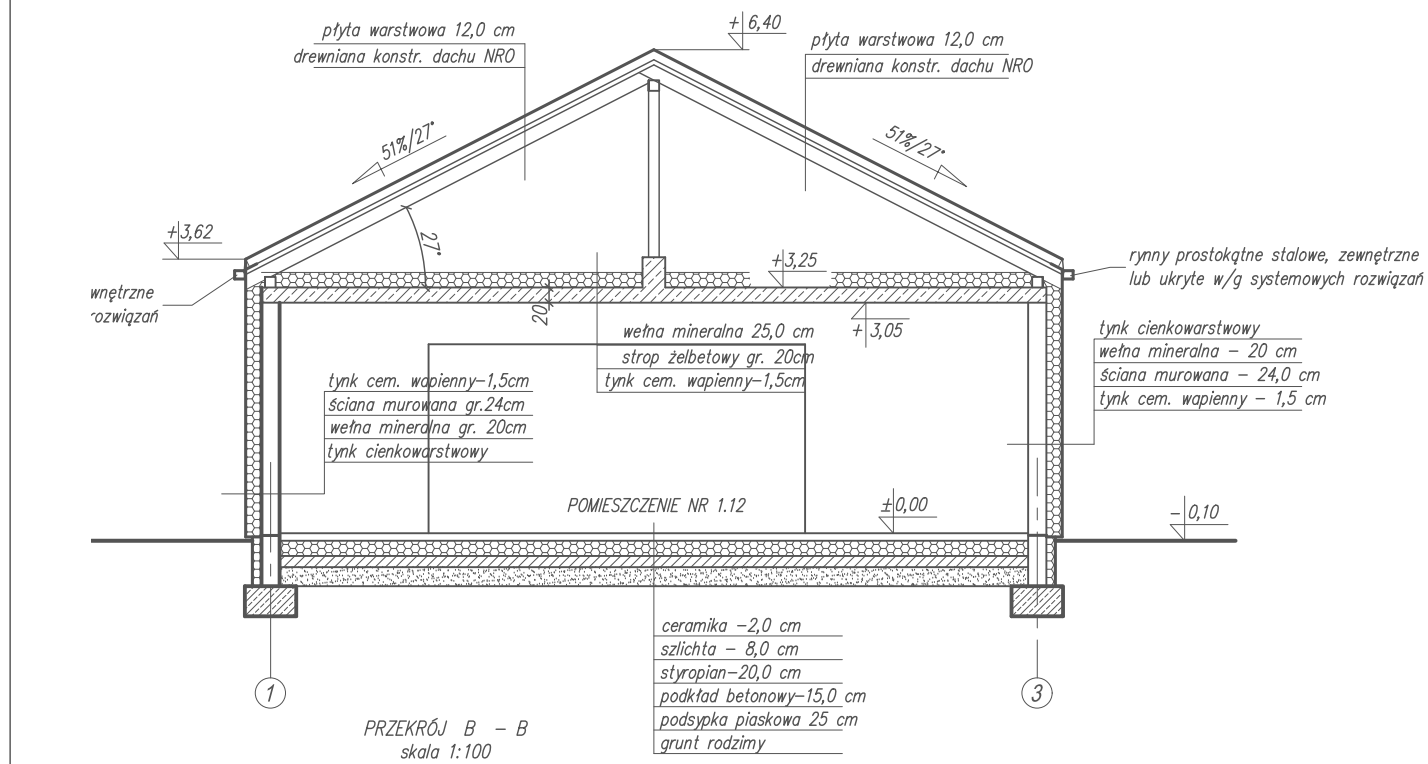 płyta warstwowa 12,0 cm
drewniana konstr. dachu NRO
+6,40
płyta warstwowa 12,0 cm
drewniana konstr. dachu NRO
51%/27°
51%/27°
+3,62
27°
+3,25
rynny prostokątne stalowe, zewnętrzne
lub ukryte w/g systemowych rozwiązań
wnętrzne
rozwiązań
20
+3,05
wełna mineralna 25,0 cm
strop żelbetowy gr. 20cm
tynk cem. wapienny-1,5cm
tynk cienkowarstwowy
wełna mineralna - 20 cm
ściana murowana - 24,0 cm
tynk cem. wapienny - 1,5 cm
tynk cem. wapienny-1,5cm
ściana murowana gr.24cm
wełna mineralna gr. 20cm
tynk cienkowarstwowy
POMIESZCZENIE NR 1.12
±0,00
-0,10
ceramika -2,0 cm
szlichta - 8,0 cm
styropian-20,0 cm
podkład betonowy-15,0 cm
podsypka piaskowa 25 cm
grunt rodzimy
1
3
PRZEKRÓJ B - B
skala 1:100